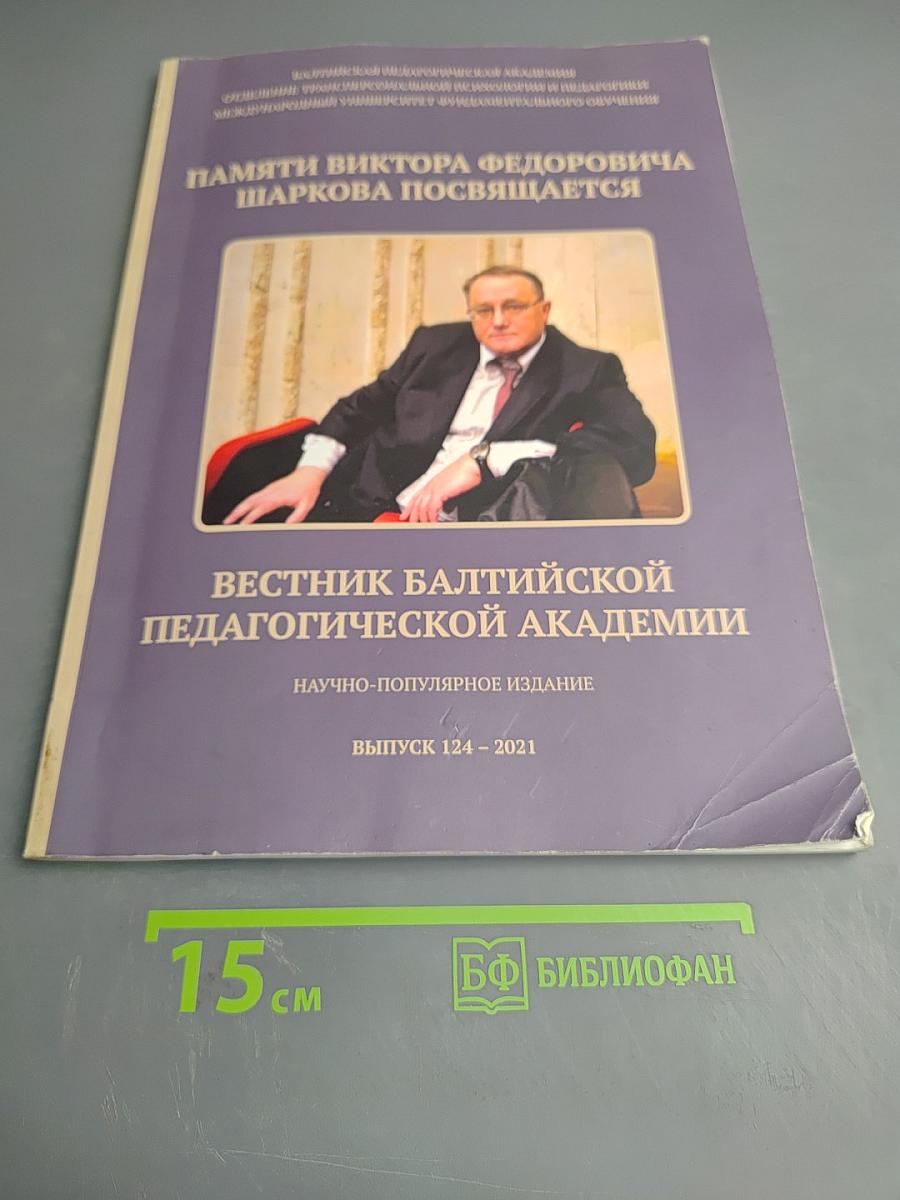 БАЛТИЙСКАЯ ПЕДАГОГИЧЕСКАЯ АКАДЕМИЯ
ОТДЕЛЕНИЕ ТРАНСПЕРСОНАЛЬНОЙ ПСИХОЛОГИИ И ПЕДАГОГИКИ
МЕЖДУНАРОДНЫЙ УНИВЕРСИТЕТ ФУНДАМЕНТАЛЬНОГО ОБУЧЕНИЯ
ПАМЯТИ ВИКТОРА ФЕДОРОВИЧА
ШАРКОВА ПОСВЯЩАЕТСЯ
ВЕСТНИК БАЛТИЙСКОЙ
ПЕДАГОГИЧЕСКОЙ АКАДЕМИИ
НАУЧНО-ПОПУЛЯРНОЕ ИЗДАНИЕ
ВЫПУСК 124 – 2021
15 см
БФ БИБЛИОФАН